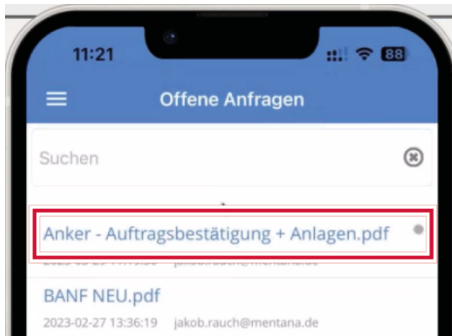 11:21
88
Offene Anfragen
Suchen
Anker - Auftragsbestätigung + Anlagen.pdf
BANF NEU.pdf
2023-02-27 13:36:19 jakob.rauch@mentana.de